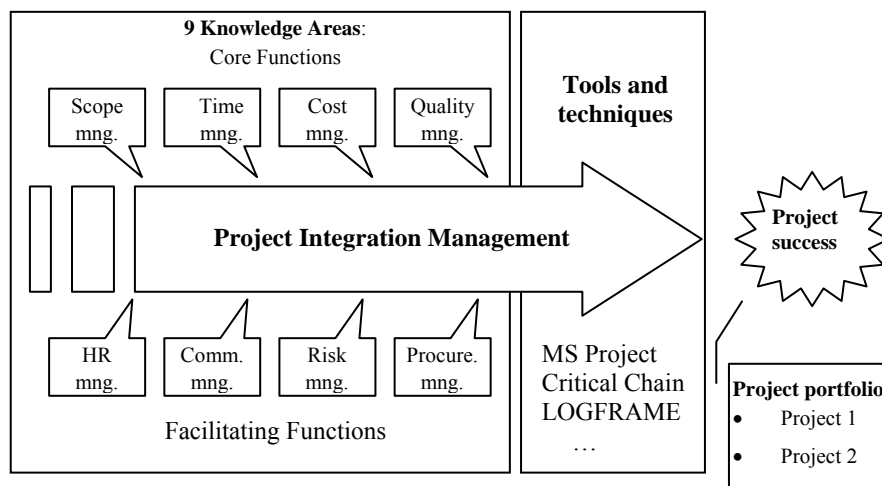 9 Knowledge Areas:
Core Functions
Scope
mng.
Time
mng.
Cost
mng.
Quality
mng.
Project Integration Management
HR
mng.
Comm.
mng.
Risk
mng.
Procure.
mng.
Facilitating Functions
Tools and
techniques
MS Project
Critical Chain
LOGFRAME
…
Project
success
Project portfolio
• Project 1
• Project 2